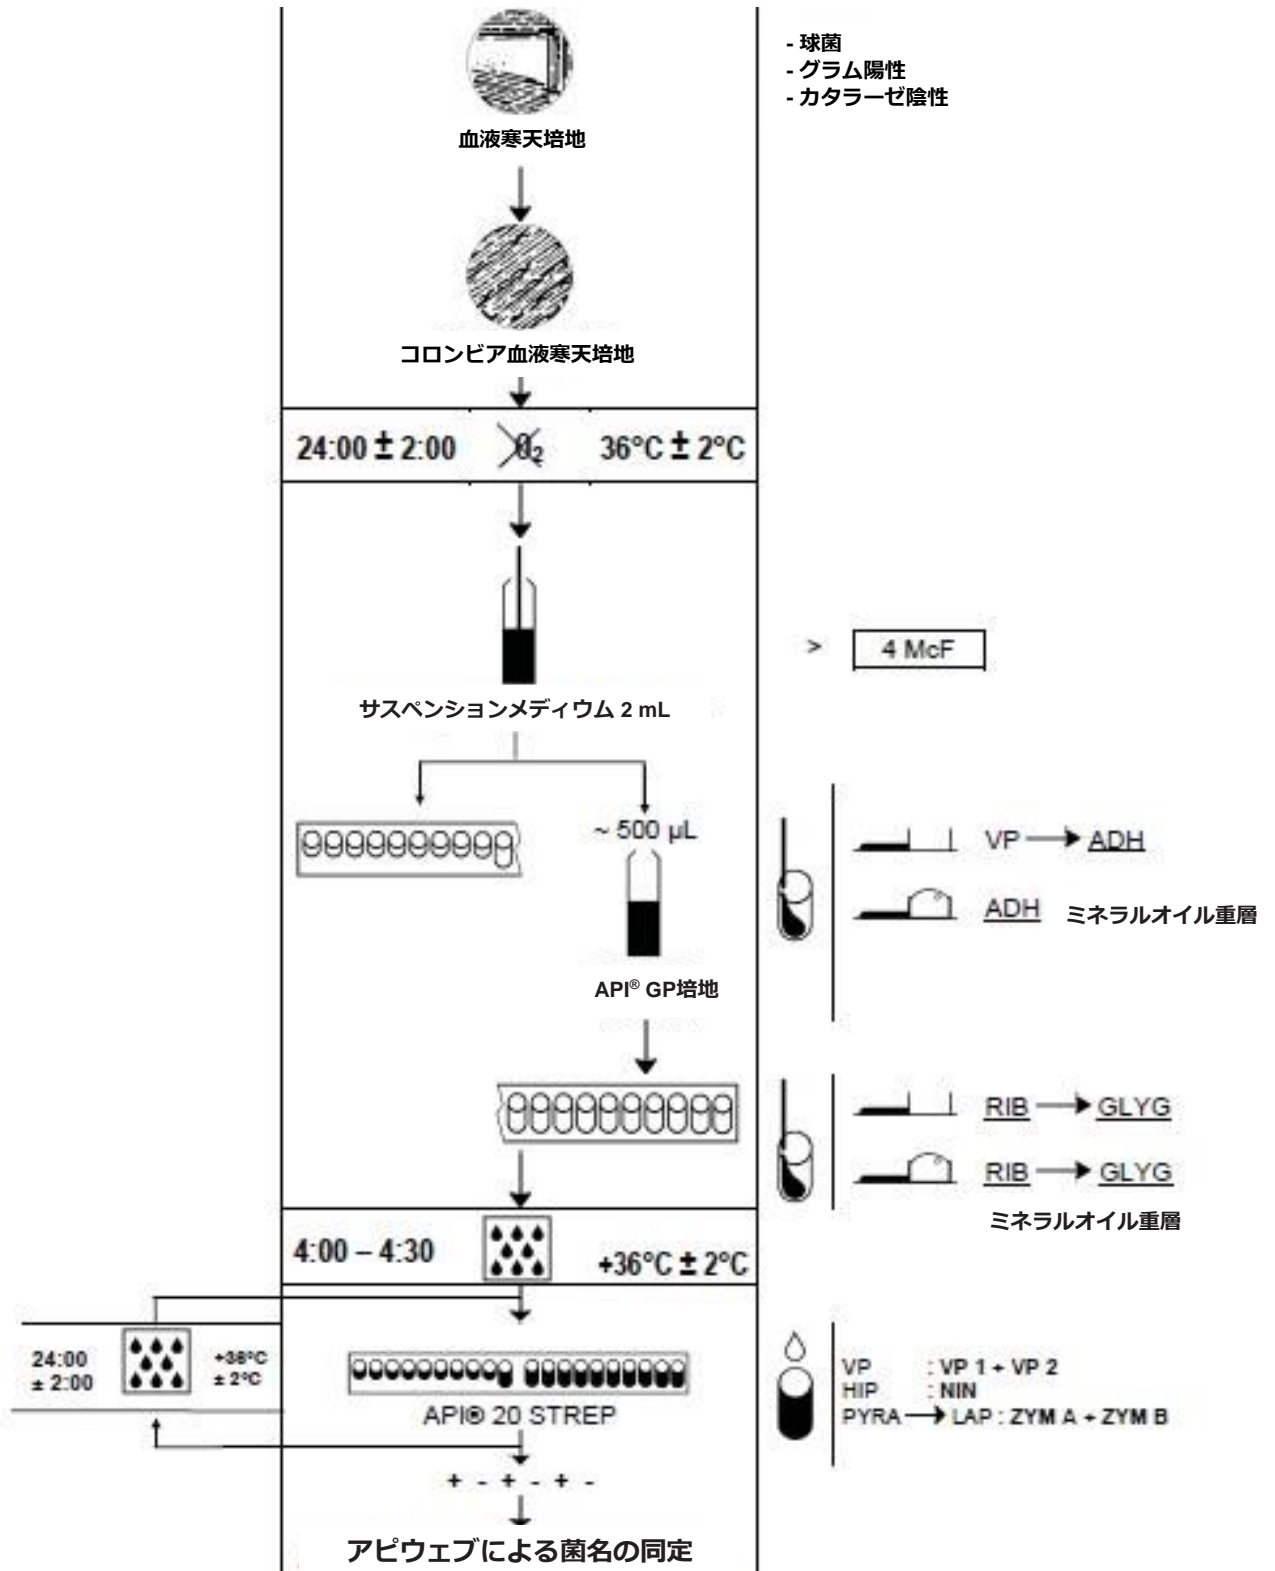 - 球菌
- グラム陽性
- カタラーゼ陰性
血液寒天培地
コロンビア血液寒天培地
24:00 ± 2:00 O₂ 36°C ± 2°C
> 4 McF
サスペンションメディウム 2 mL
~ 500 µL
VP → ADH
ADH ミネラルオイル重層
API® GP培地
RIB → GLYG
RIB → GLYG
ミネラルオイル重層
4:00 – 4:30 +36°C ± 2°C
24:00 ± 2:00
+36°C ± 2°C
API® 20 STREP
VP : VP 1 + VP 2
HIP : NIN
PYRA → LAP : ZYM A + ZYM B
+ - + - + -
アピウェブによる菌名の同定